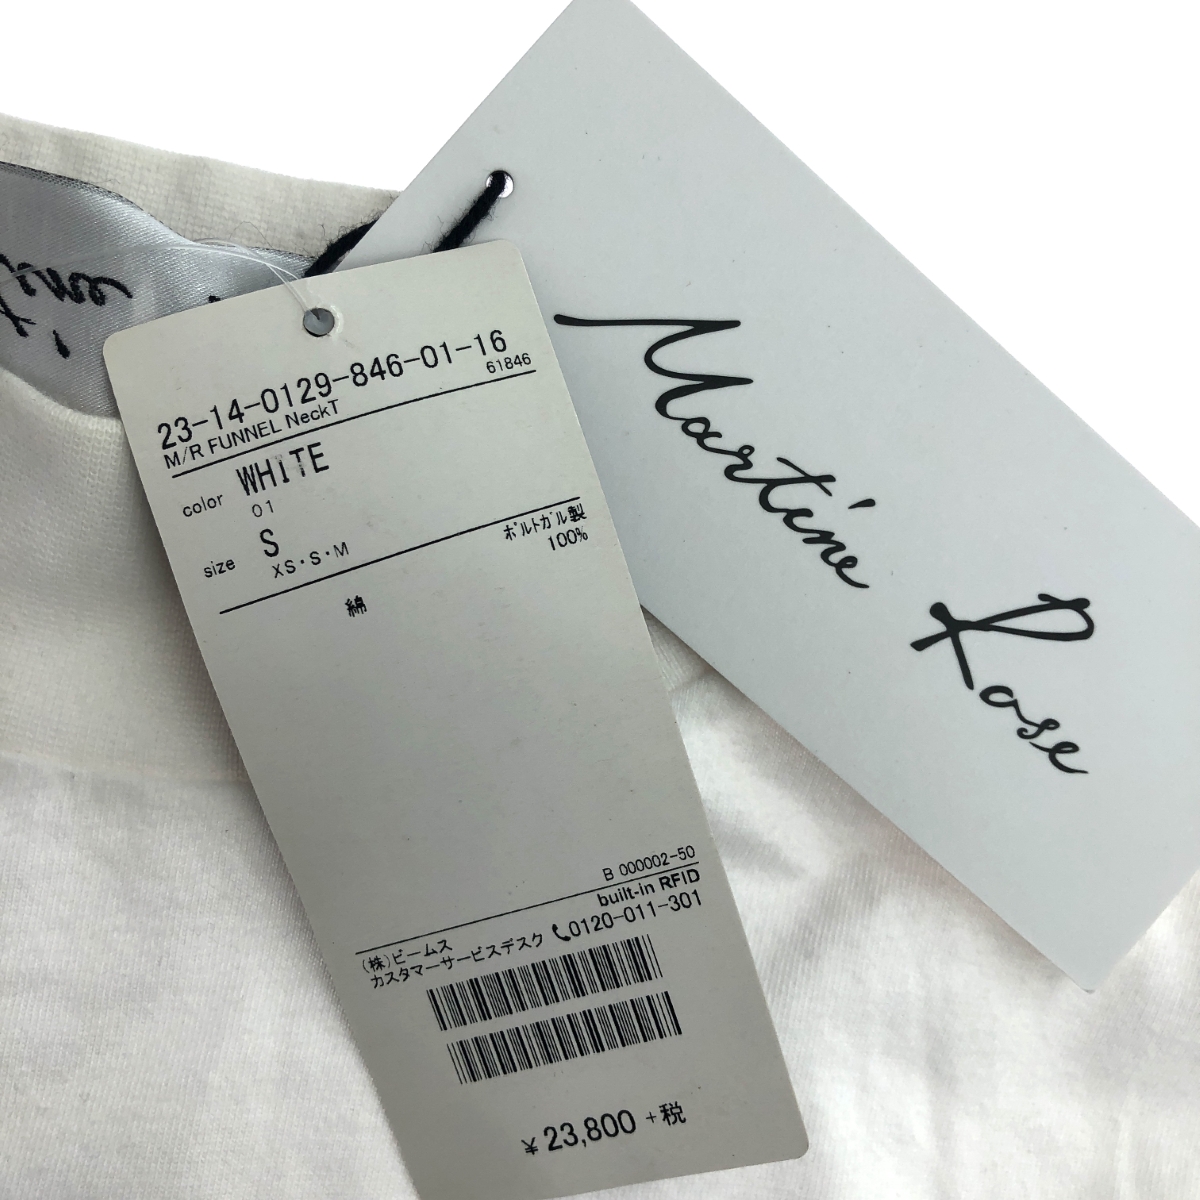 23-14-0129-846-01-16
M/R FUNNEL NeckT 61846
color WHITE
01
size S
XS・S・M
ポルトガル製
綿 100%
B 000002-50
built-in RFID
(株)ビームス
カスタマーサービスデスク 0120-011-301
¥23,800 +税
Martine
Rose